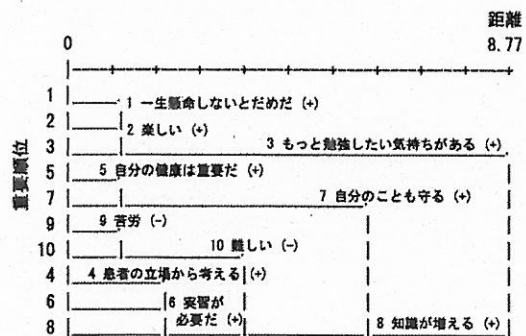 距離
0 8.77
重要順位
1 1 一生懸命しないとだめだ (+)
2 2 楽しい (+)
3 3 もっと勉強したい気持ちがある (+)
5 5 自分の健康は重要だ (+)
7 7 自分のことも守る (+)
9 9 苦労 (-)
10 10 難しい (-)
4 4 患者の立場から考える (+)
6 6 実習が
必要だ (+)
8 8 知識が増える (+)